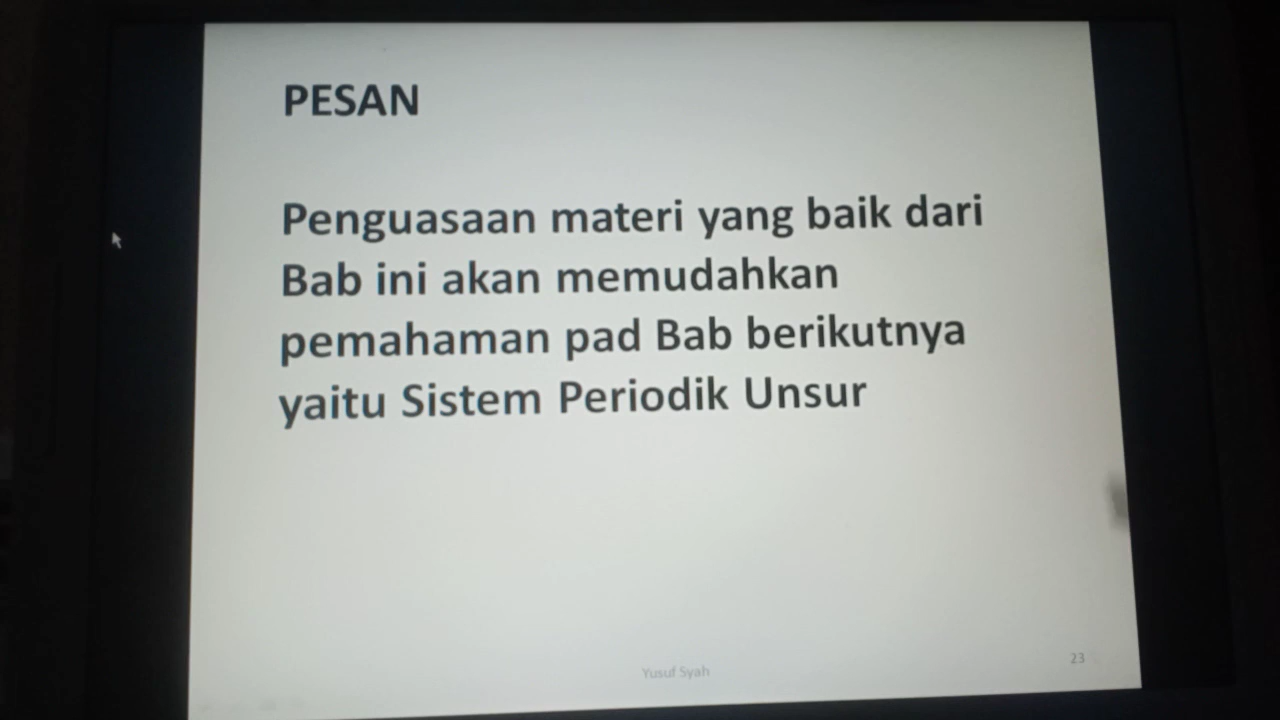 PESAN
Penguasaan materi yang baik dari
Bab ini akan memudahkan
pemahaman pad Bab berikutnya
yaitu Sistem Periodik Unsur
Yusuf Syah
23